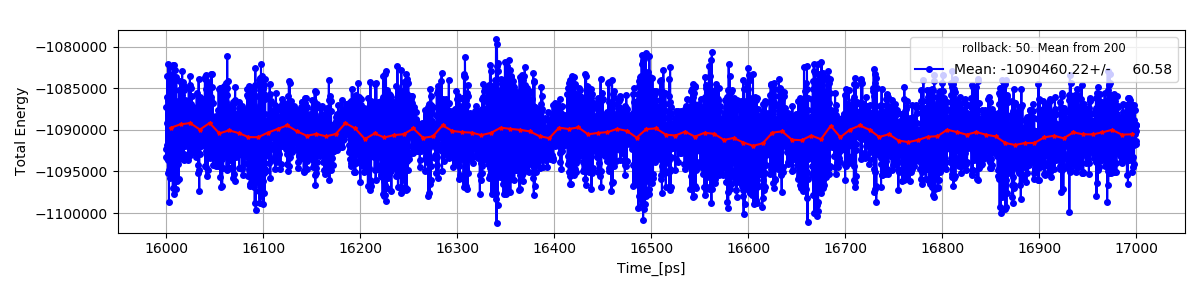 rollback: 50. Mean from 200
Mean: -1090460.22+/-     60.58
Total Energy
−1080000
−1085000
−1090000
−1095000
−1100000
16000 16100 16200 16300 16400 16500 16600 16700 16800 16900 17000
Time_[ps]